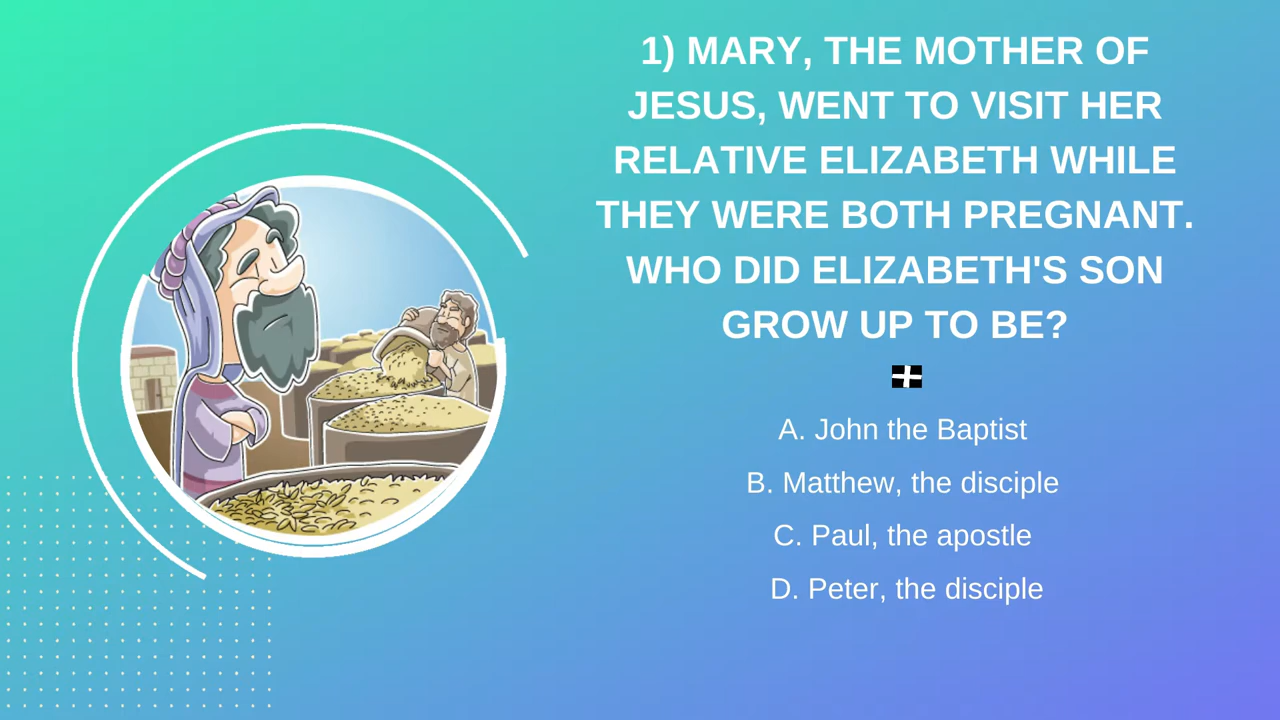 1) MARY, THE MOTHER OF
JESUS, WENT TO VISIT HER
RELATIVE ELIZABETH WHILE
THEY WERE BOTH PREGNANT.
WHO DID ELIZABETH'S SON
GROW UP TO BE?
A. John the Baptist
B. Matthew, the disciple
C. Paul, the apostle
D. Peter, the disciple